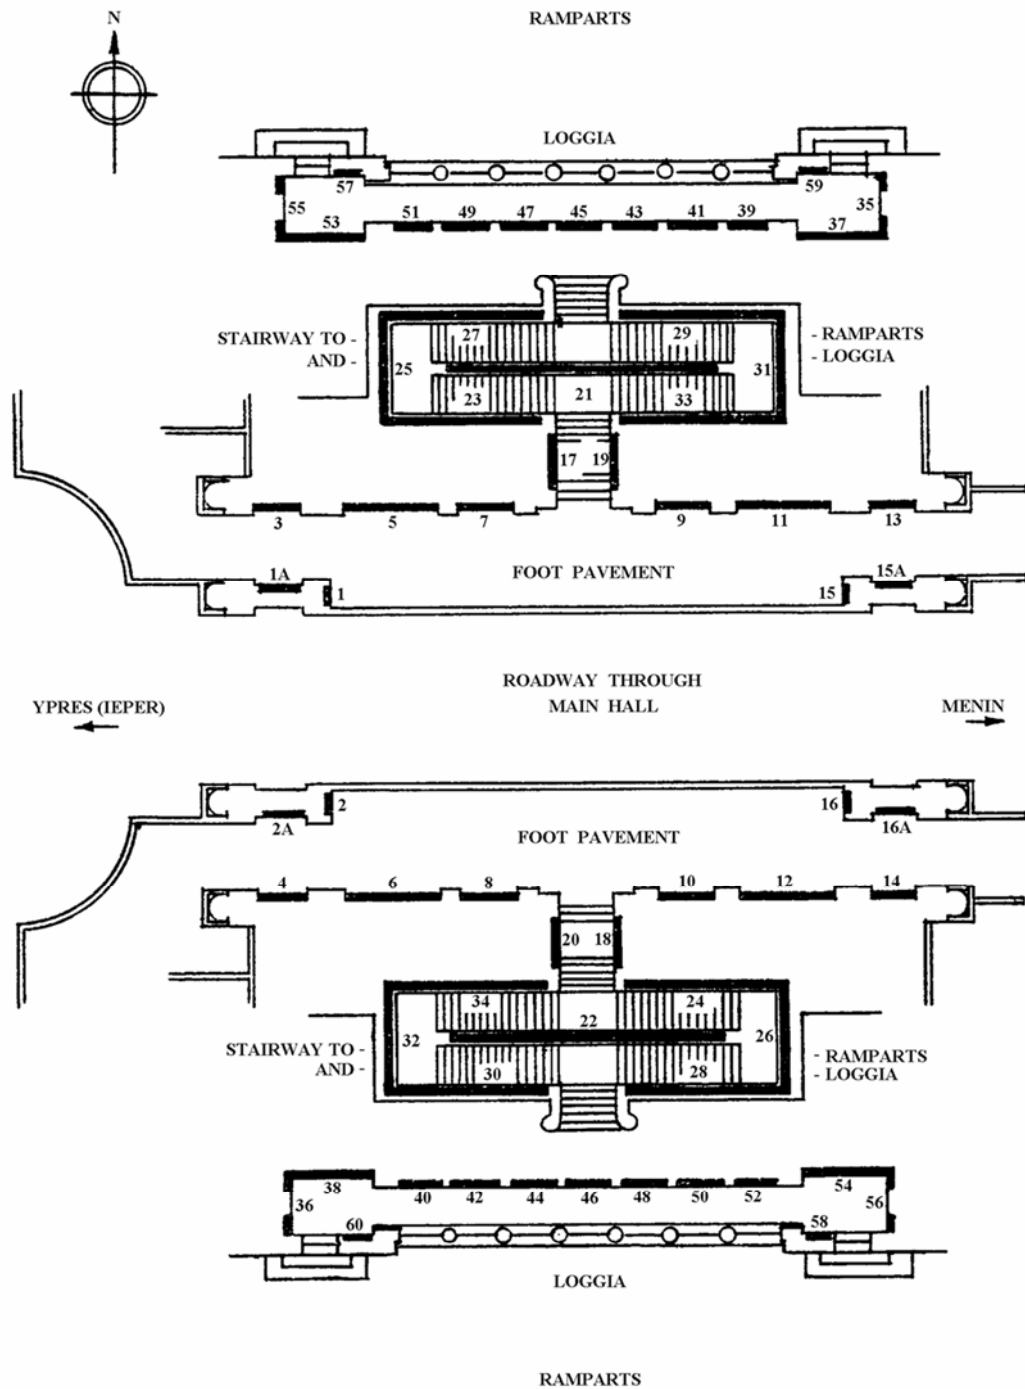 N
RAMPARTS
LOGGIA
57 59
55 35
53 51 49 47 45 43 41 39 37
STAIRWAY TO -
AND -
27 29
- RAMPARTS
- LOGGIA
25 31
23 21 33
17 19
3 5 7 9 11 13
1A FOOT PAVEMENT 15A
1 15
ROADWAY THROUGH
MAIN HALL
YPRES (IEPER)
MENIN
2 16
2A FOOT PAVEMENT 16A
4 6 8 10 12 14
20 18
34 22 24
32 26
STAIRWAY TO -
AND -
30 28
- RAMPARTS
- LOGGIA
38 40 42 44 46 48 50 52 54
36 56
60 58
LOGGIA
RAMPARTS